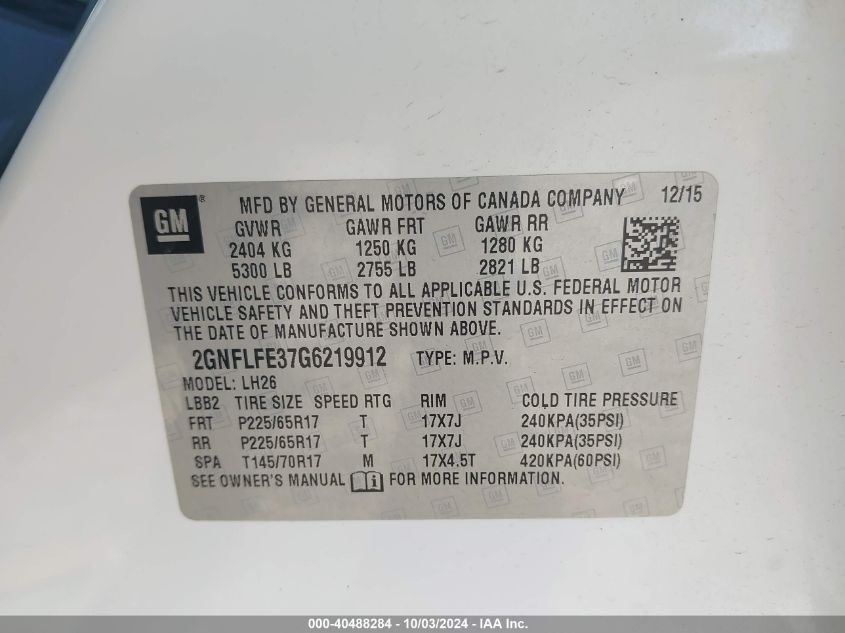 GM ® MFD BY GENERAL MOTORS OF CANADA COMPANY 12/15
GVWR GAWR FRT GAWR RR
2404 KG 1250 KG 1280 KG
5300 LB 2755 LB 2821 LB
THIS VEHICLE CONFORMS TO ALL APPLICABLE U.S. FEDERAL MOTOR
VEHICLE SAFETY AND THEFT PREVENTION STANDARDS IN EFFECT ON
THE DATE OF MANUFACTURE SHOWN ABOVE.
2GNFLFE37G6219912 TYPE: M.P.V.
MODEL: LH26
LBB2 TIRE SIZE SPEED RTG RIM COLD TIRE PRESSURE
FRT P225/65R17 T 17X7J 240KPA(35PSI)
RR P225/65R17 T 17X7J 240KPA(35PSI)
SPA T145/70R17 M 17X4.5T 420KPA(60PSI)
SEE OWNER'S MANUAL FOR MORE INFORMATION.
000-40488284 - 10/03/2024 - IAA Inc.